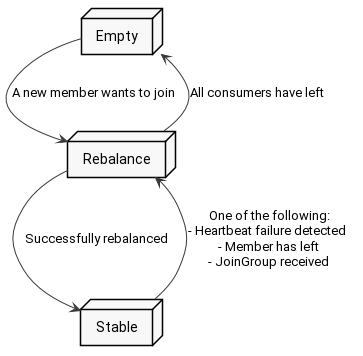 Empty
A new member wants to join
All consumers have left
Rebalance
Successfully rebalanced
One of the following:
- Heartbeat failure detected
- Member has left
- JoinGroup received
Stable